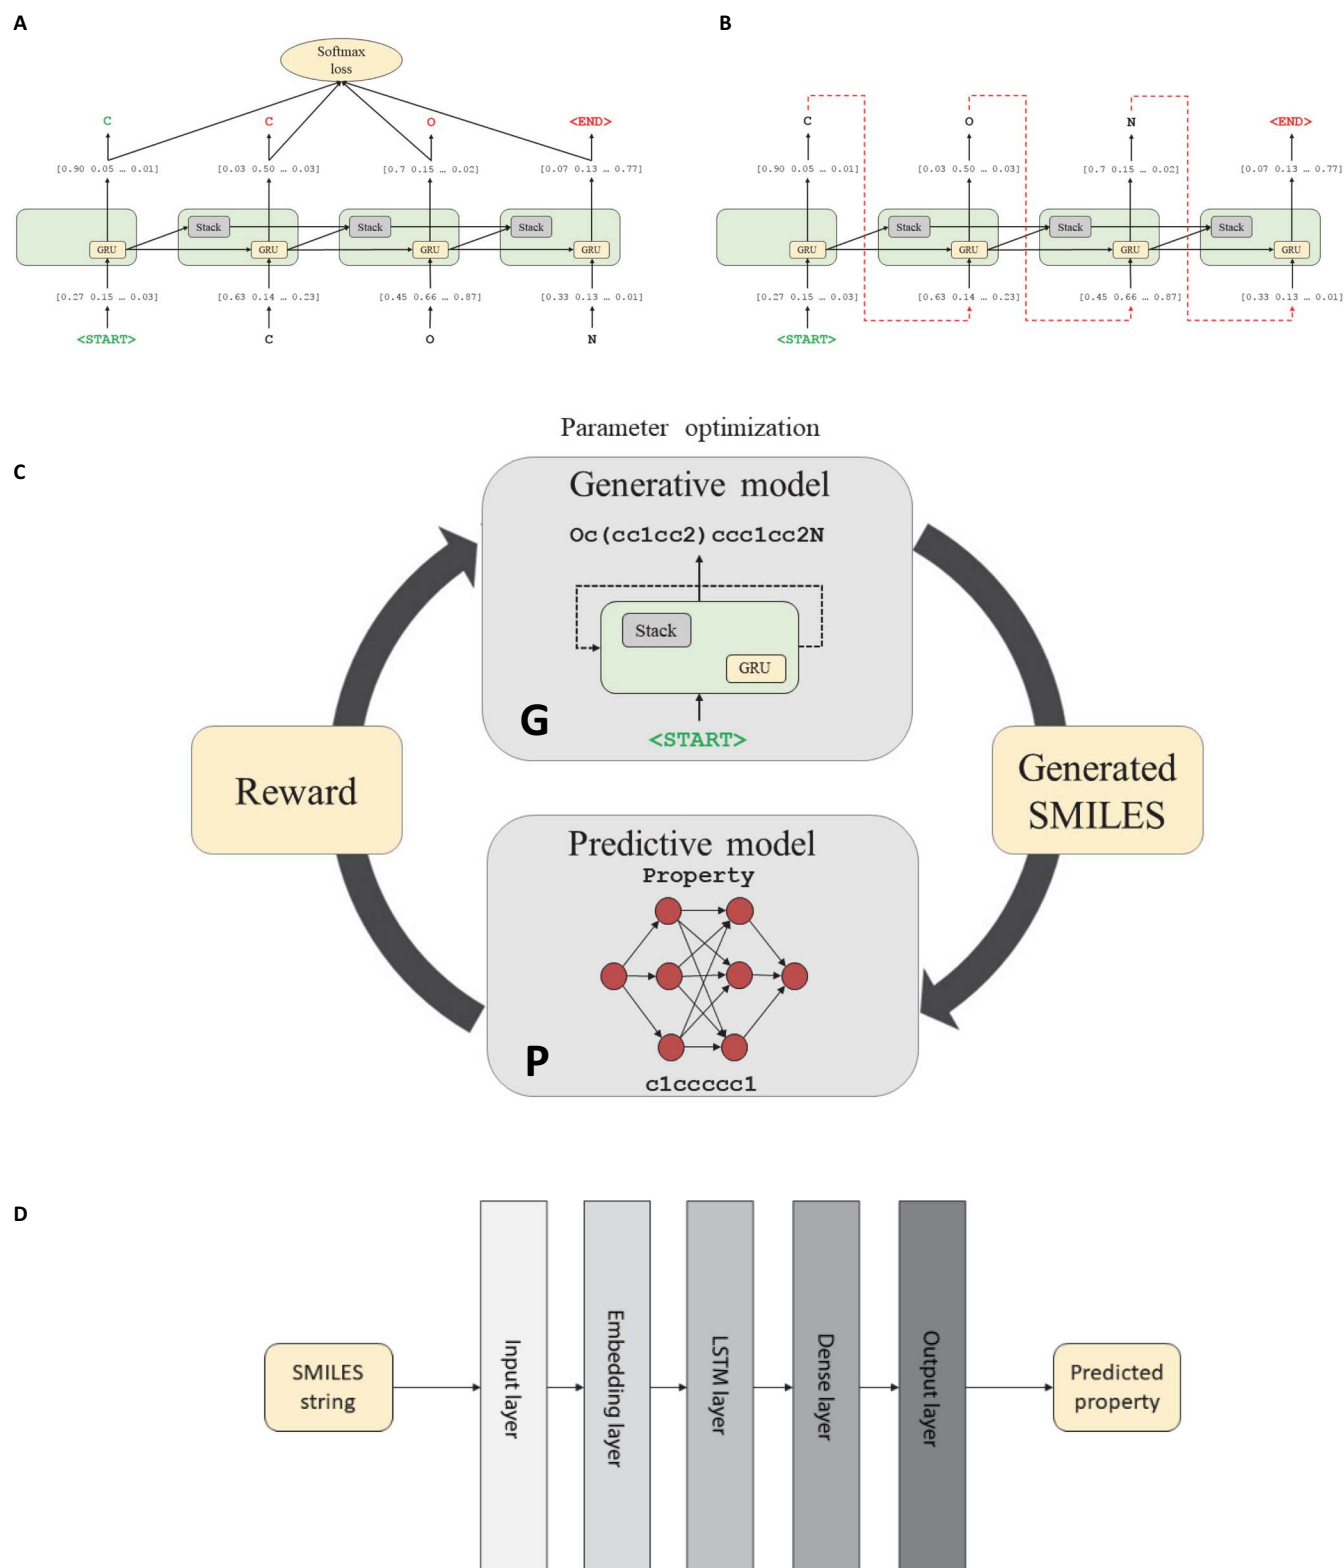 A
Softmax
loss
C C O <END>
[0.90 0.05 … 0.01] [0.03 0.50 … 0.03] [0.7 0.15 … 0.02] [0.07 0.13 … 0.77]
Stack Stack Stack
GRU GRU GRU GRU
[0.27 0.15 … 0.03] [0.63 0.14 … 0.23] [0.45 0.66 … 0.87] [0.33 0.13 … 0.01]
<START> C O N
B
C O N <END>
[0.90 0.05 … 0.01] [0.03 0.50 … 0.03] [0.7 0.15 … 0.02] [0.07 0.13 … 0.77]
Stack Stack Stack
GRU GRU GRU GRU
[0.27 0.15 … 0.03] [0.63 0.14 … 0.23] [0.45 0.66 … 0.87] [0.33 0.13 … 0.01]
<START>
C
Parameter optimization
Generative model
Oc(cc1cc2)ccc1cc2N
Stack
GRU
G
<START>
Reward
Generated
SMILES
Predictive model
Property
P
c1ccccc1
D
SMILES
string
Input layer
Embedding layer
LSTM layer
Dense layer
Output layer
Predicted
property